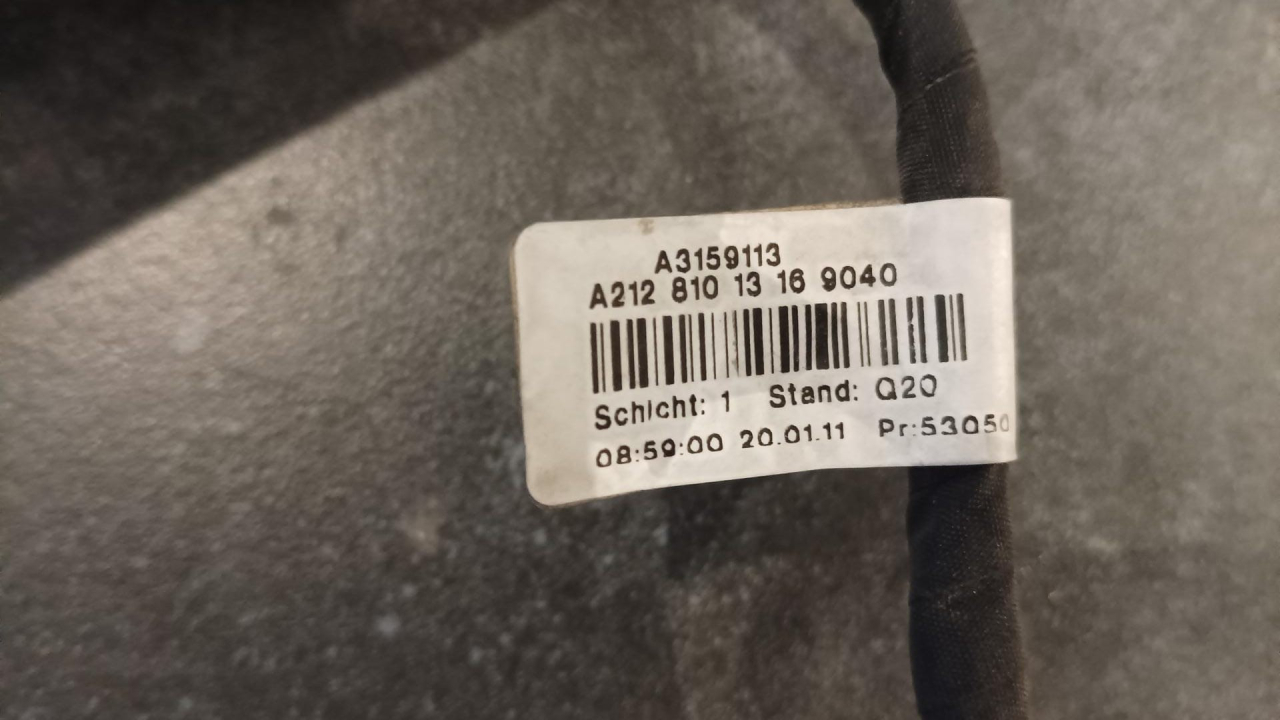 A3159113
A212 810 13 16 9040
Schicht: 1 Stand: Q20
08:59:00 20.01.11 Pr:53050